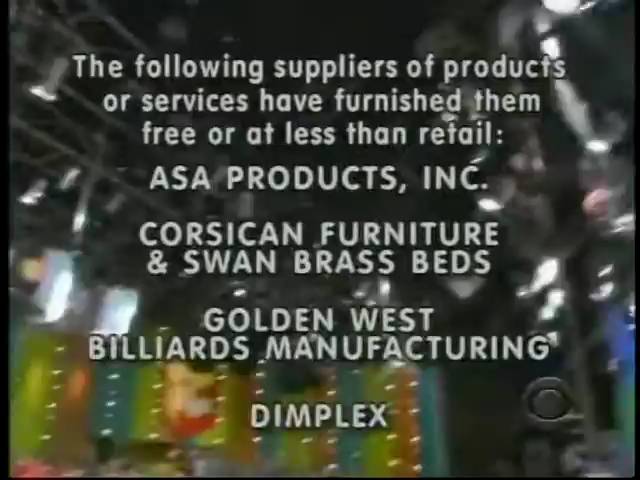 The following suppliers of products
or services have furnished them
free or at less than retail:
ASA PRODUCTS, INC.
CORSICAN FURNITURE
& SWAN BRASS BEDS
GOLDEN WEST
BILLIARDS MANUFACTURING
DIMPLEX